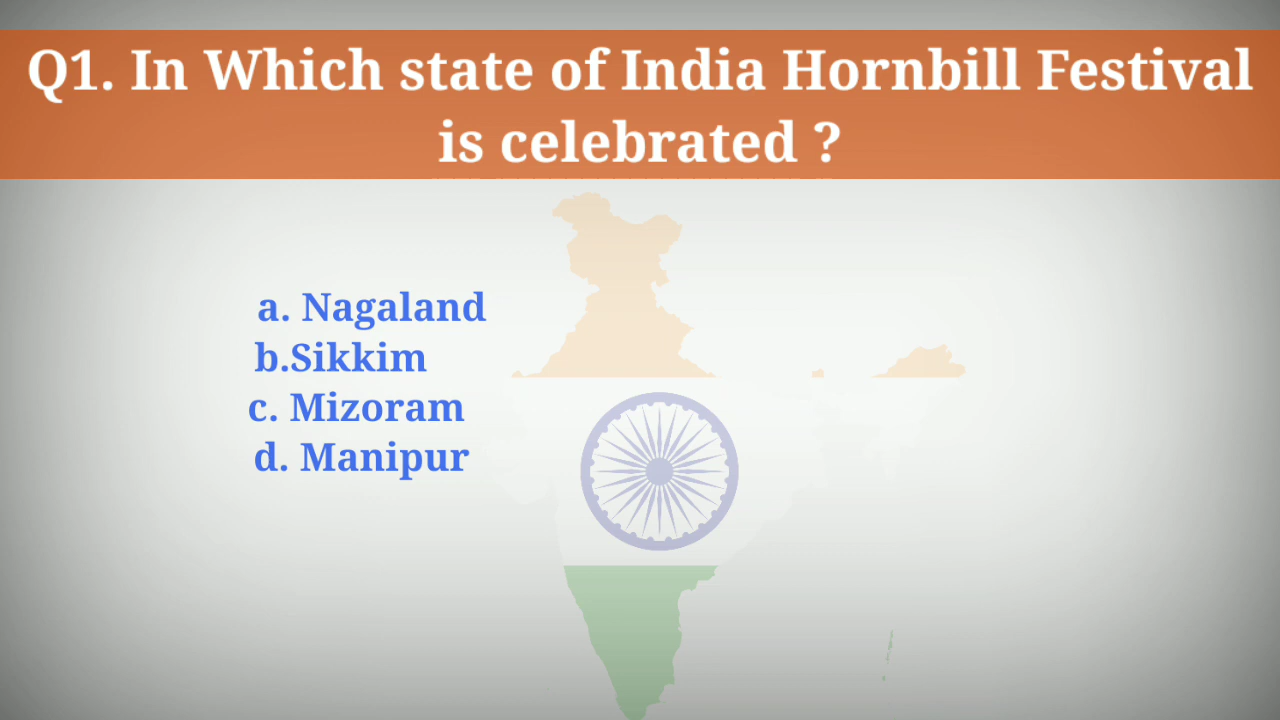 Q1. In Which state of India Hornbill Festival
is celebrated ?
a. Nagaland
b.Sikkim
c. Mizoram
d. Manipur